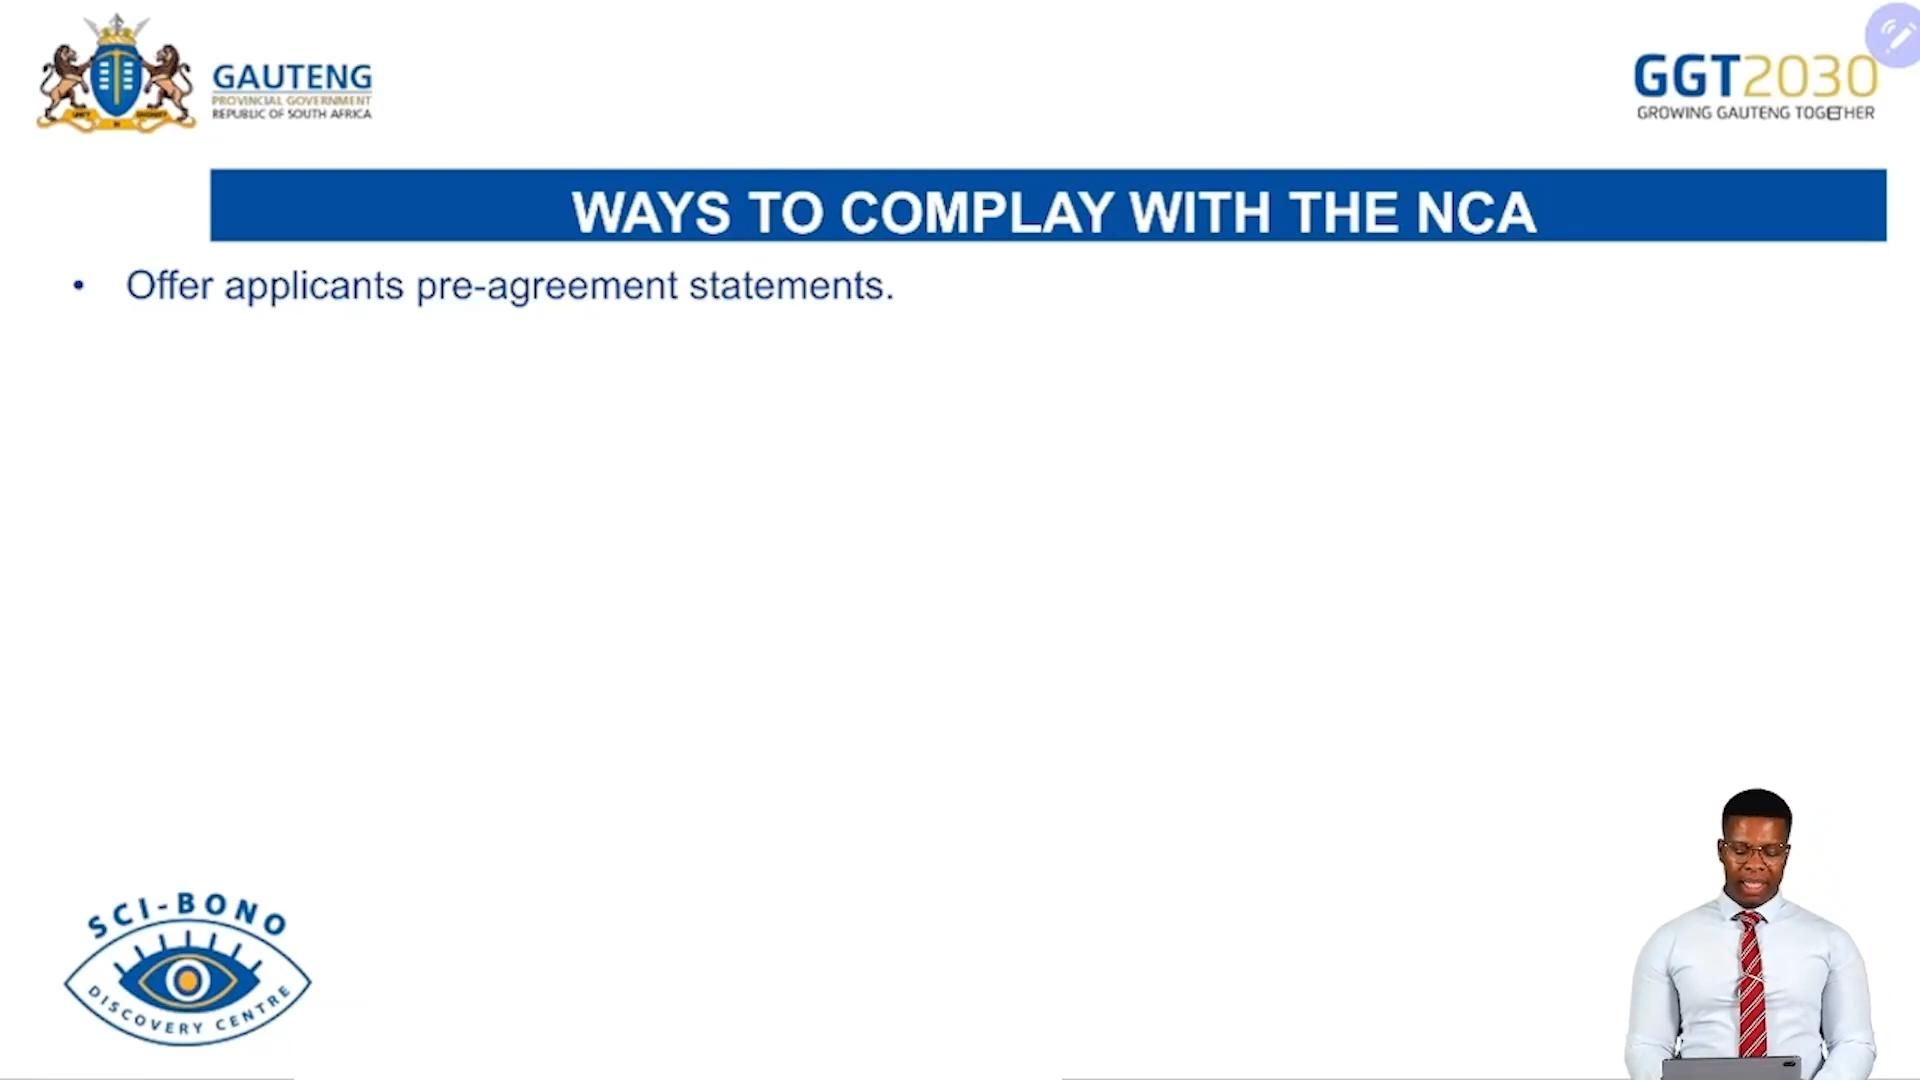 GAUTENG
PROVINCIAL GOVERNMENT
REPUBLIC OF SOUTH AFRICA
GGT2030
GROWING GAUTENG TOGETHER
WAYS TO COMPLAY WITH THE NCA
• Offer applicants pre-agreement statements.
SCI-BONO
DISCOVERY CENTRE